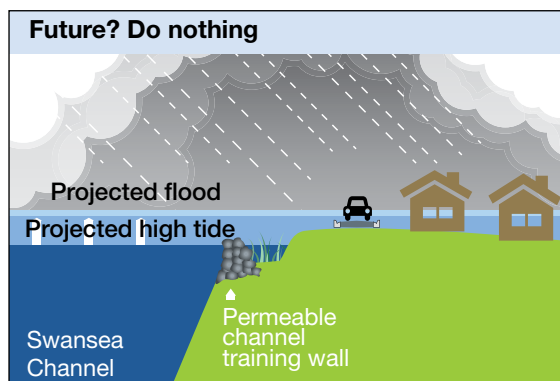 Future? Do nothing
Projected flood
Projected high tide
Permeable
channel
training wall
Swansea
Channel